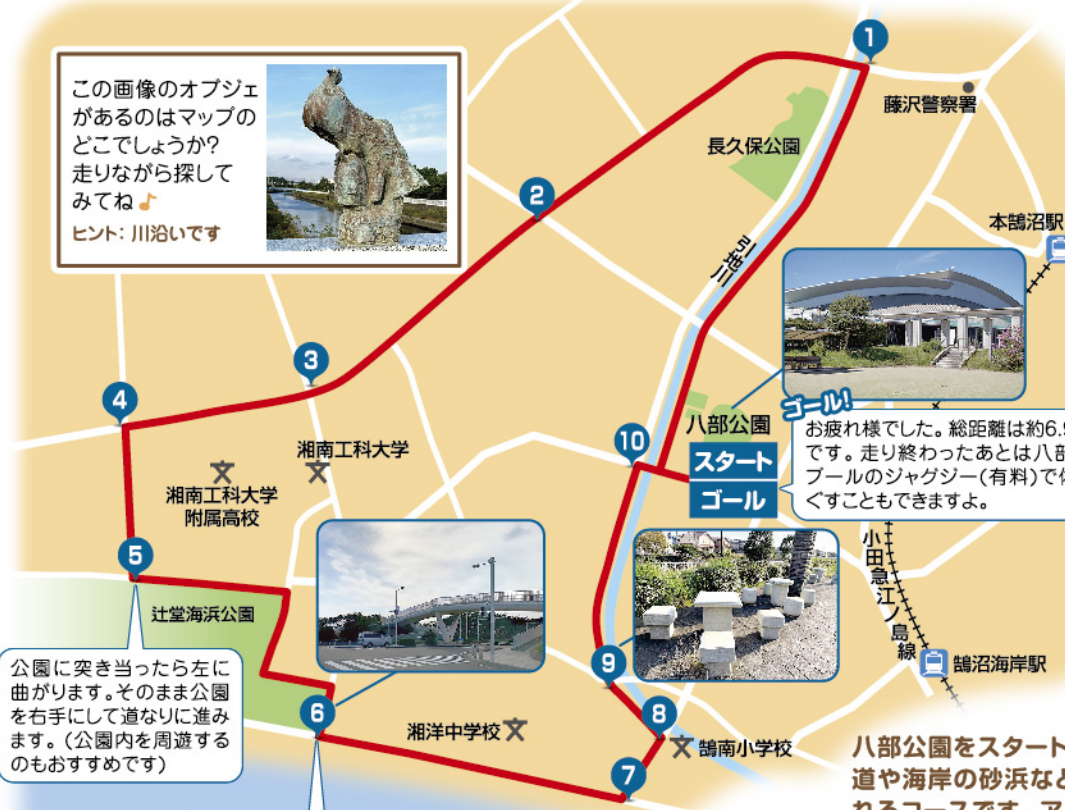 この画像のオブジェ
があるのはマップの
どこでしょうか?
走りながら探して
みてね♪
ヒント: 川沿いです
1
藤沢警察署
長久保公園
2
本鵠沼駅
引地川
3
4
湘南工科大学
湘南工科大学
附属高校
10
八部公園
スタート
ゴール
ゴール!
お疲れ様でした。総距離は約6.9
です。走り終わったあとは八部
プールのジャグジー(有料)で
ぐすこともできますよ。
小田急江ノ島線
鵠沼海岸駅
5
辻堂海浜公園
公園に突き当ったら左に
曲がります。そのまま公園
を右手にして道なりに進み
ます。(公園内を周遊する
のもおすすめです)
6
湘洋中学校
9
8
鵠南小学校
7
八部公園をスタート
道や海岸の砂浜など
れるコースです。ア